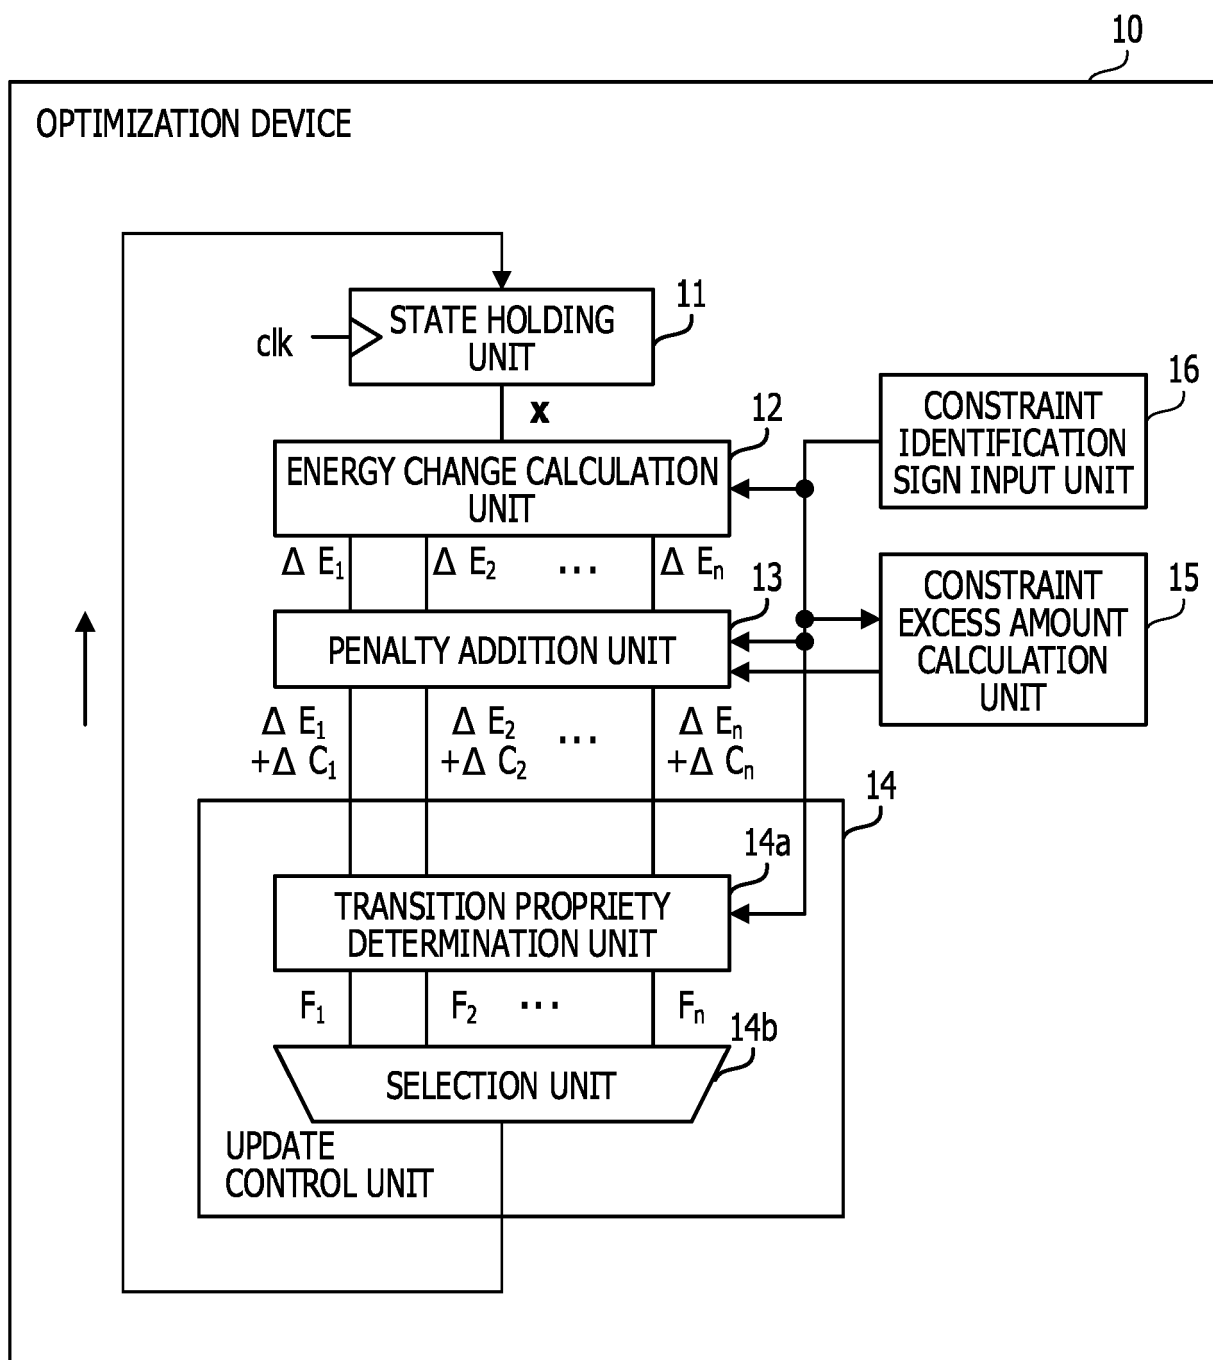 10
OPTIMIZATION DEVICE
STATE HOLDING
UNIT
11
clk
x
12
ENERGY CHANGE CALCULATION
UNIT
CONSTRAINT
IDENTIFICATION
SIGN INPUT UNIT
16
Δ E1 Δ E2 ... Δ En
13
PENALTY ADDITION UNIT
CONSTRAINT
EXCESS AMOUNT
CALCULATION
UNIT
15
Δ E1 Δ E2 ... Δ En
+Δ C1 +Δ C2 +Δ Cn
14
14a
TRANSITION PROPRIETY
DETERMINATION UNIT
F1 F2 ... Fn
14b
SELECTION UNIT
UPDATE
CONTROL UNIT